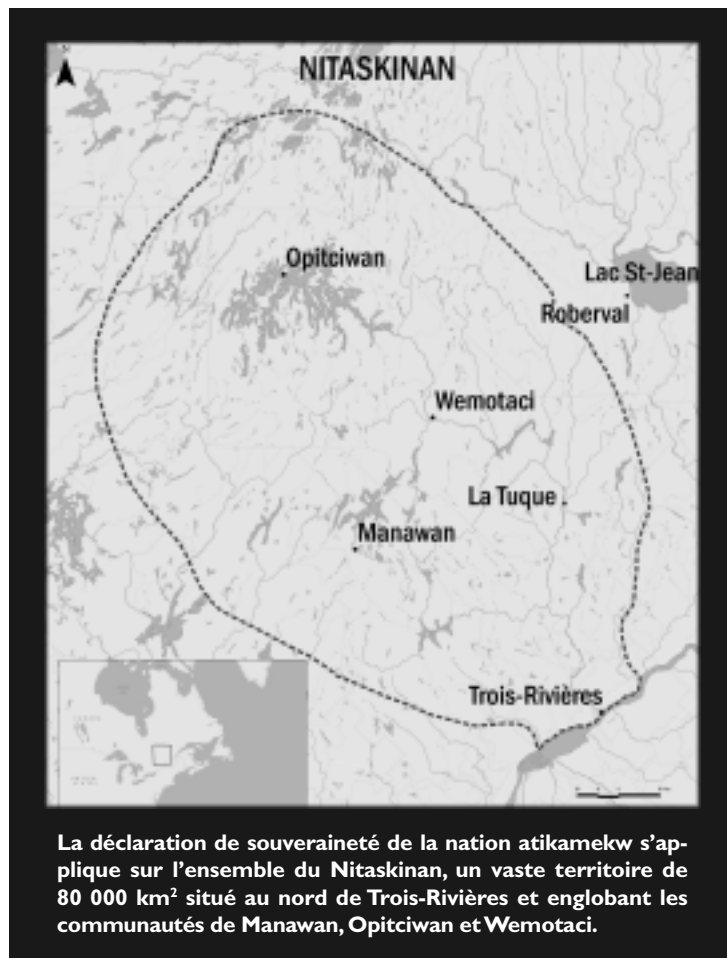 NITASKINAN
Opitciwan
Lac St-Jean
Roberval
Wemotaci
La Tuque
Manawan
Trois-Rivières
La déclaration de souveraineté de la nation atikamekw s’ap-
plique sur l’ensemble du Nitaskinan, un vaste territoire de
80 000 km² situé au nord de Trois-Rivières et englobant les
communautés de Manawan, Opitciwan et Wemotaci.